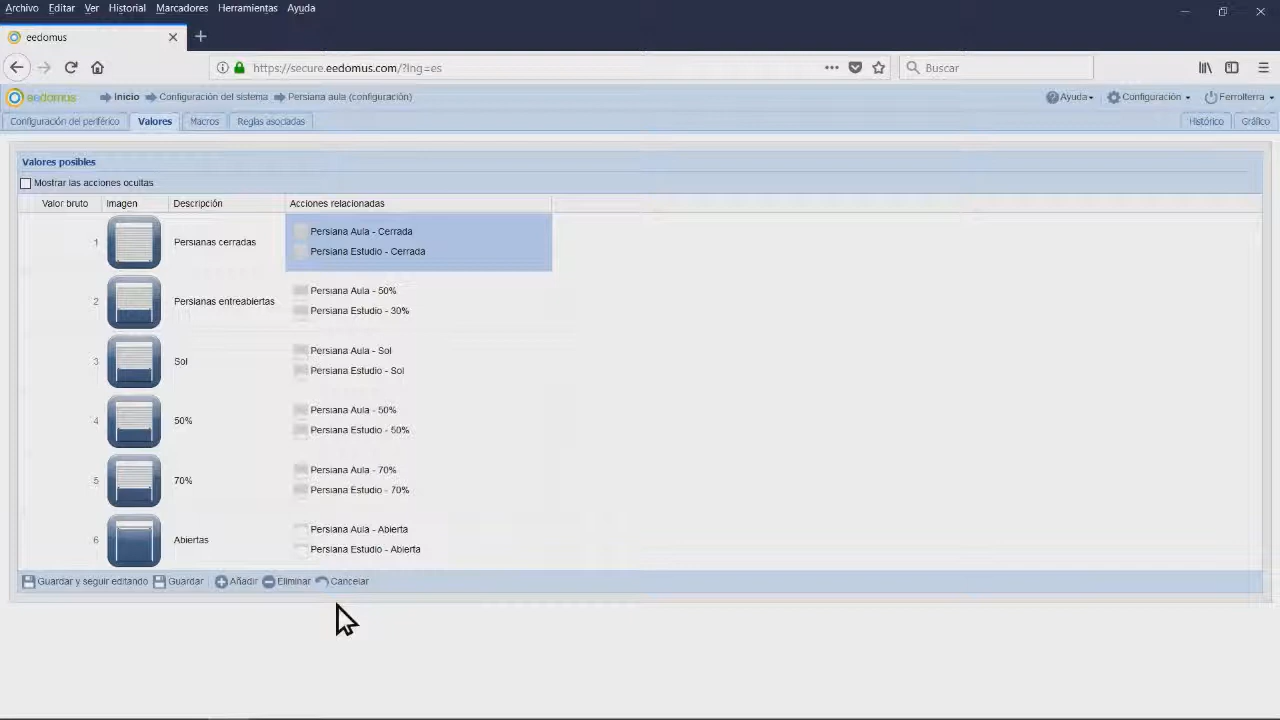 Archivo Editar Ver Historial Marcadores Herramientas Ayuda
eedomus
https://secure.eedomus.com/?lng=es
Buscar
eedomus Inicio Configuración del sistema Persiana aula (configuración) Ayuda Configuración Ferrolterra
Configuración del periférico Valores Macros Reglas asociadas Histórico Gráfico
Valores posibles
Mostrar las acciones ocultas
Valor bruto Imagen Descripción Acciones relacionadas
1 Persianas cerradas
Persiana Aula - Cerrada
Persiana Estudio - Cerrada
2 Persianas entreabiertas
Persiana Aula - 50%
Persiana Estudio - 30%
3 Sol
Persiana Aula - Sol
Persiana Estudio - Sol
4 50%
Persiana Aula - 50%
Persiana Estudio - 50%
5 70%
Persiana Aula - 70%
Persiana Estudio - 70%
6 Abiertas
Persiana Aula - Abierta
Persiana Estudio - Abierta
Guardar y seguir editando Guardar Añadir Eliminar Cancelar